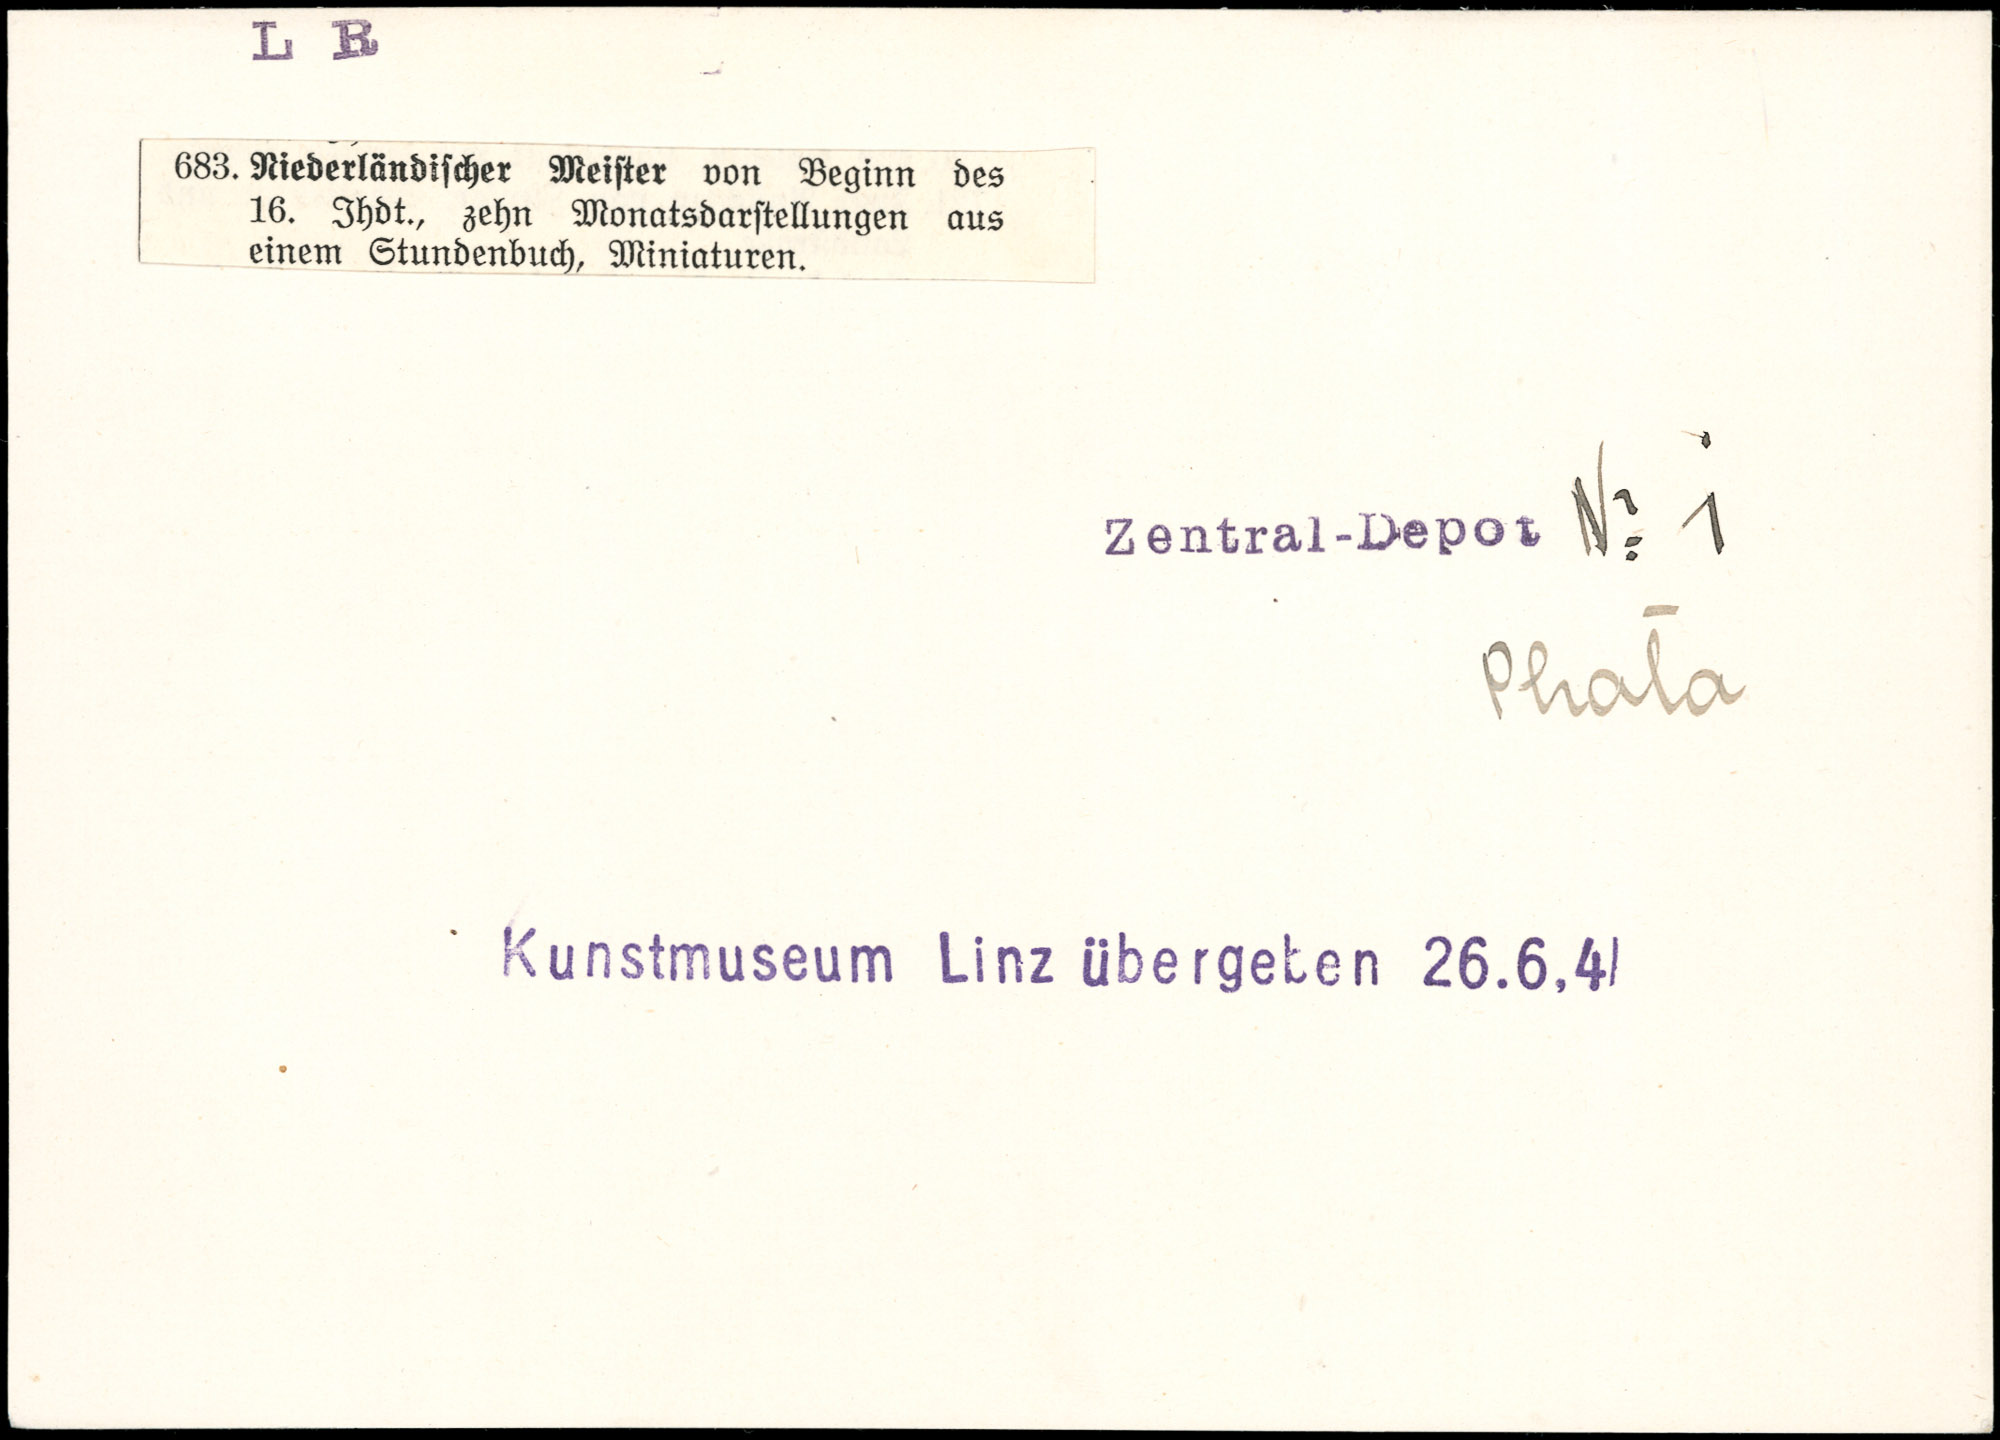 L R
683. Niederländischer Meister von Beginn des
16. Jhdt., zehn Monatsdarstellungen aus
einem Stundenbuch, Miniaturen.
Zentral-Depot № 1
Photo
Kunstmuseum Linz übergeben 26.6.41